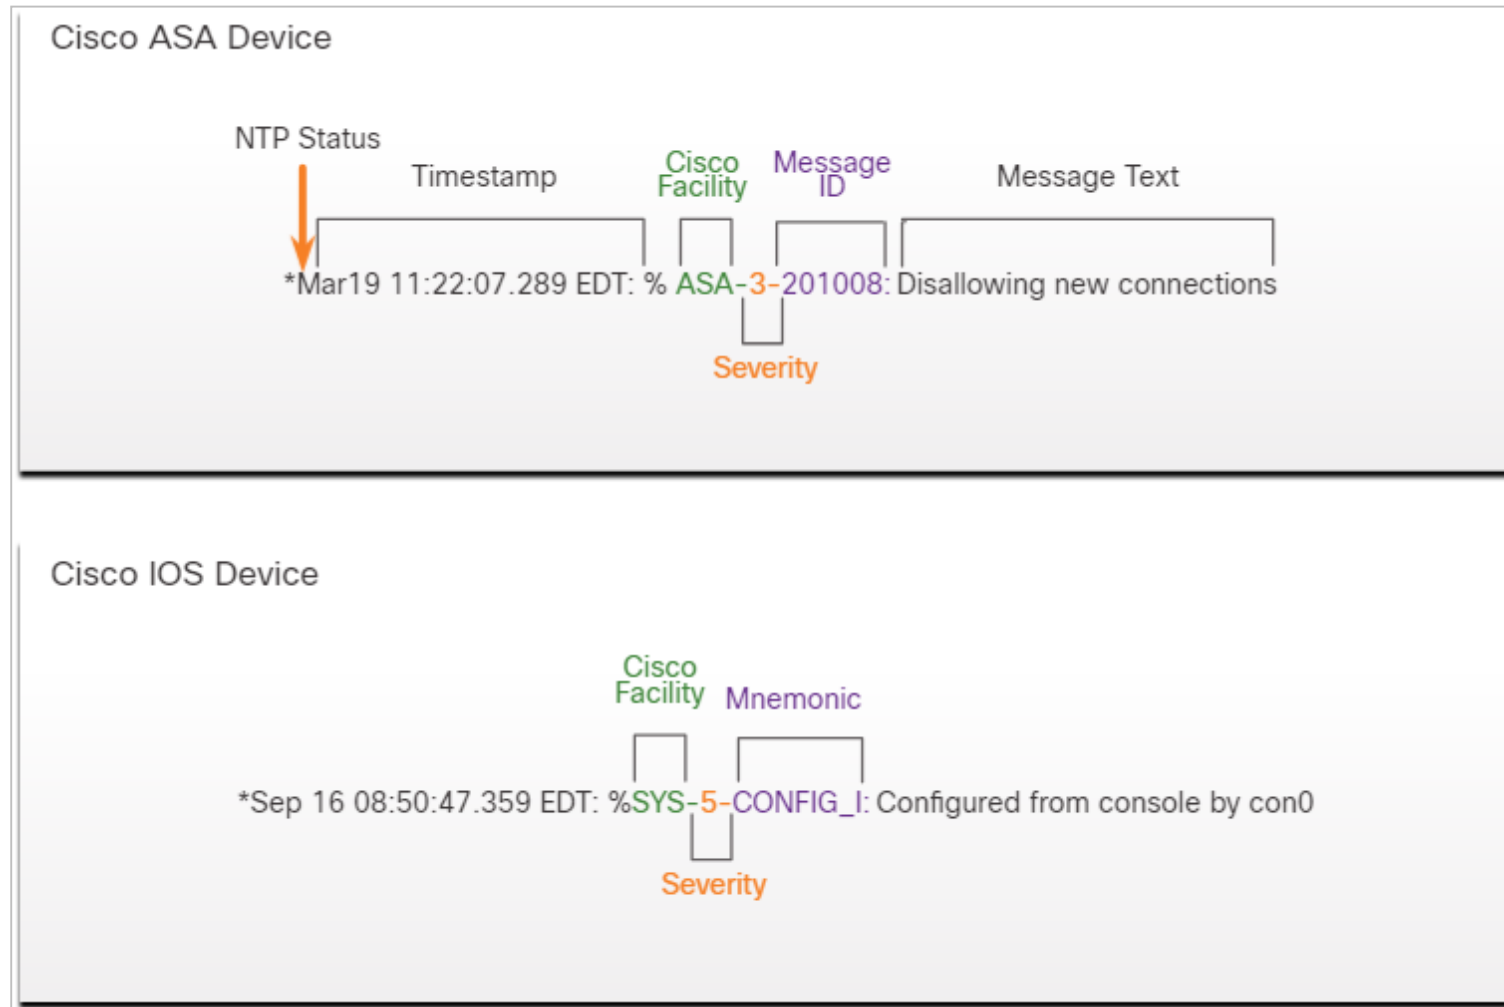 Cisco ASA Device
NTP Status
Timestamp
Cisco
Facility
Message
ID
Message Text
*Mar19 11:22:07.289 EDT: % ASA-3-201008: Disallowing new connections
Severity
Cisco IOS Device
Cisco
Facility
Mnemonic
*Sep 16 08:50:47.359 EDT: %SYS-5-CONFIG_I: Configured from console by con0
Severity